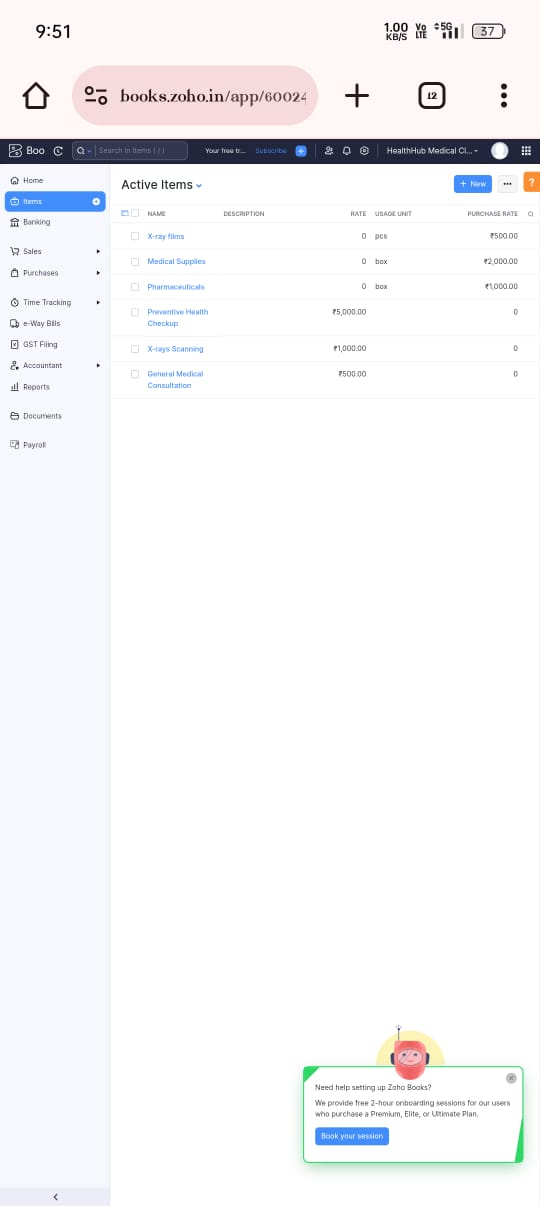 9:51
1.00 KB/S Vo LTE 5G 37
books.zoho.in/app/60024
12
Boo
Search in Items ( / )
Your free tr... Subscribe
HealthHub Medical Cl...
Home
Items
Banking
Sales
Purchases
Time Tracking
e-Way Bills
GST Filing
Accountant
Reports
Documents
Payroll
Active Items
+ New
?
NAME DESCRIPTION RATE USAGE UNIT PURCHASE RATE
X-ray films 0 pcs ₹500.00
Medical Supplies 0 box ₹2,000.00
Pharmaceuticals 0 box ₹1,000.00
Preventive Health ₹5,000.00 0
Checkup
X-rays Scanning ₹1,000.00 0
General Medical ₹500.00 0
Consultation
Need help setting up Zoho Books?
We provide free 2-hour onboarding sessions for our users
who purchase a Premium, Elite, or Ultimate Plan.
Book your session